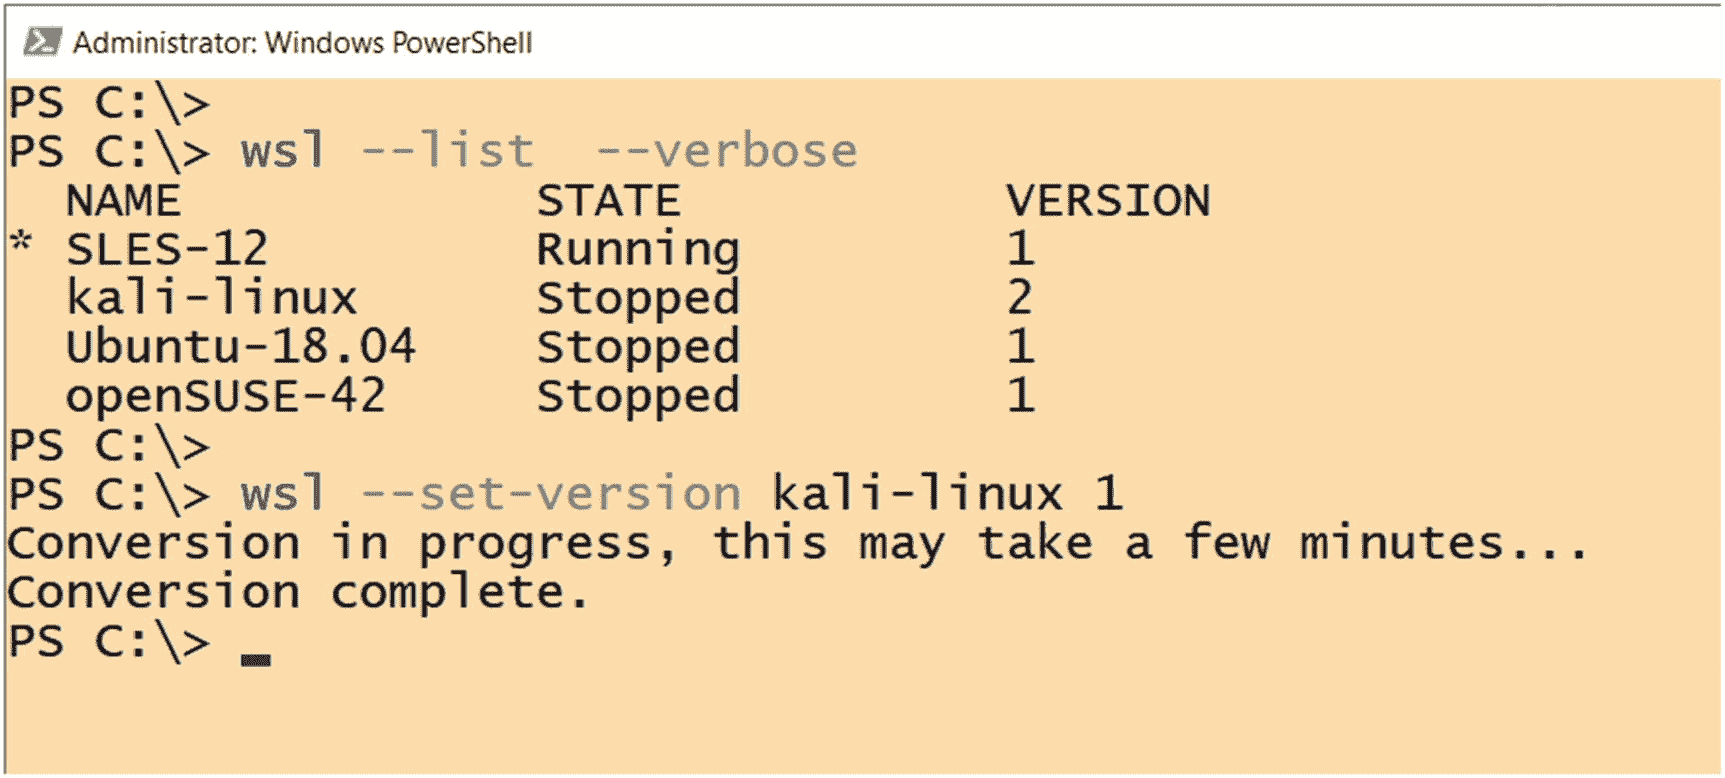 Administrator: Windows PowerShell
PS C:\>
PS C:\> wsl --list  --verbose
  NAME            STATE           VERSION
* SLES-12         Running         1
  kali-linux      Stopped         2
  Ubuntu-18.04    Stopped         1
  openSUSE-42     Stopped         1
PS C:\>
PS C:\> wsl --set-version kali-linux 1
Conversion in progress, this may take a few minutes...
Conversion complete.
PS C:\>